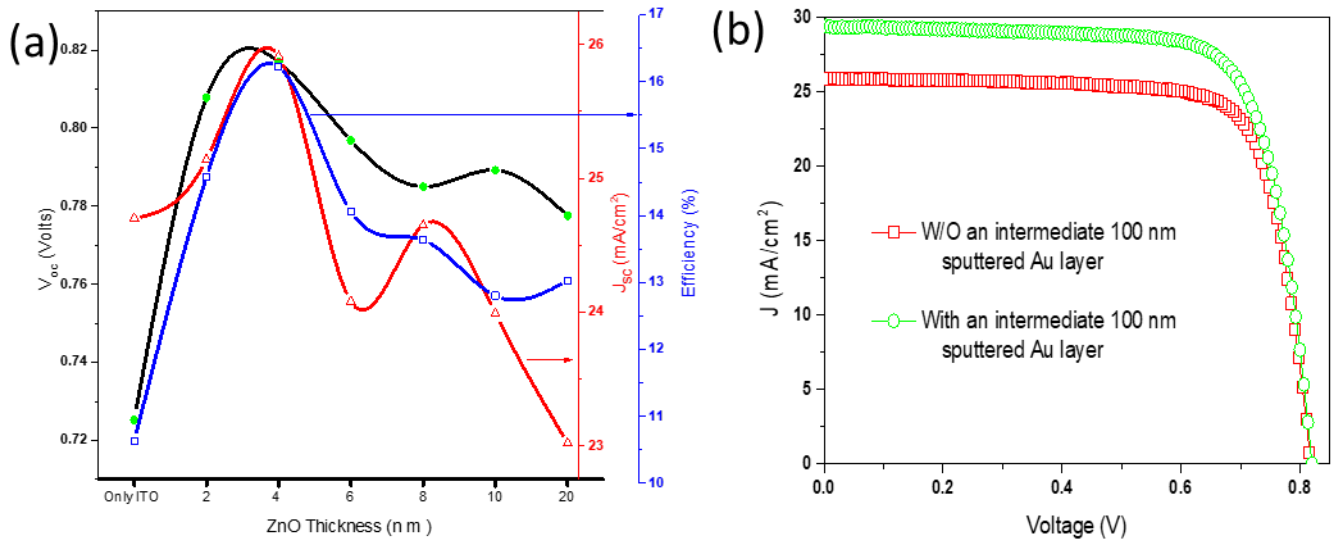 (a)
0.82
0.80
0.78
0.76
0.74
0.72
V_oc (Volts)
Only ITO
2
4
6
8
10
20
ZnO Thickness (n m)
26
25
24
23
J_SC (mA/cm²)
17
16
15
14
13
12
11
10
Efficiency (%)
(b)
30
25
20
15
10
5
0
J (mA/cm²)
W/O an intermediate 100 nm
sputtered Au layer
With an intermediate 100 nm
sputtered Au layer
0.0
0.2
0.4
0.6
0.8
Voltage (V)